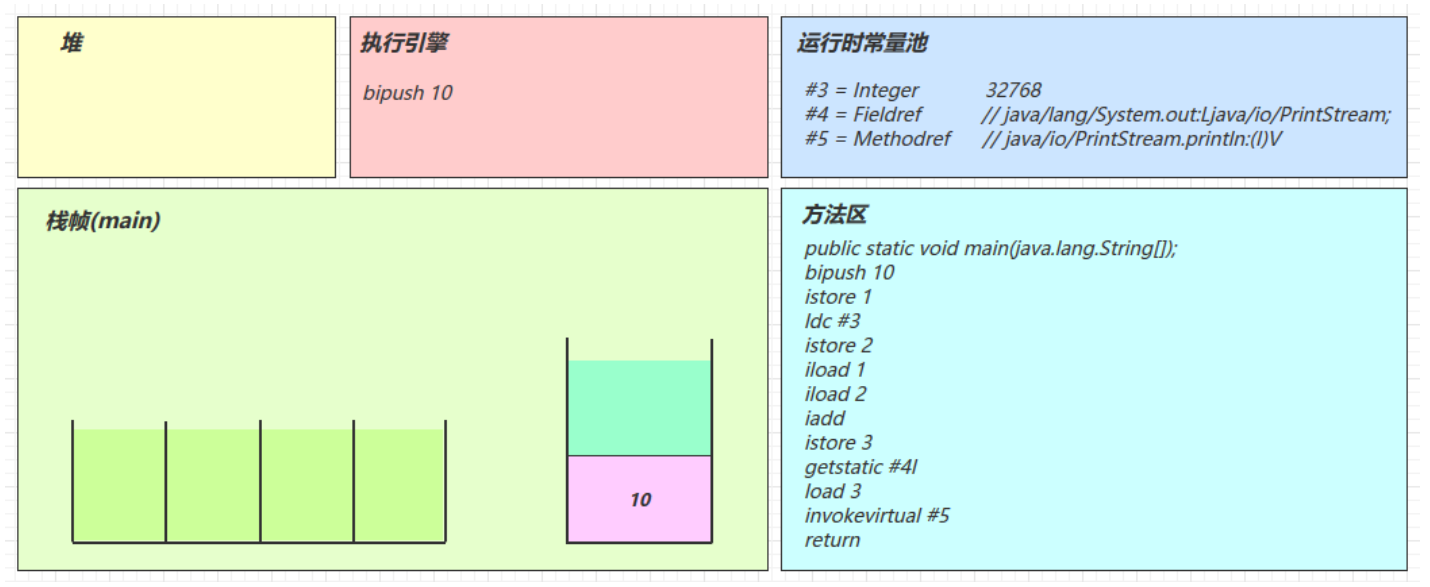 堆
执行引擎
bipush 10
运行时常量池
#3 = Integer 32768
#4 = Fieldref // java/lang/System.out:Ljava/io/PrintStream;
#5 = Methodref // java/io/PrintStream.println:(I)V
栈帧(main)
10
方法区
public static void main(java.lang.String[]);
bipush 10
istore 1
ldc #3
istore 2
iload 1
iload 2
iadd
istore 3
getstatic #4l
load 3
invokevirtual #5
return